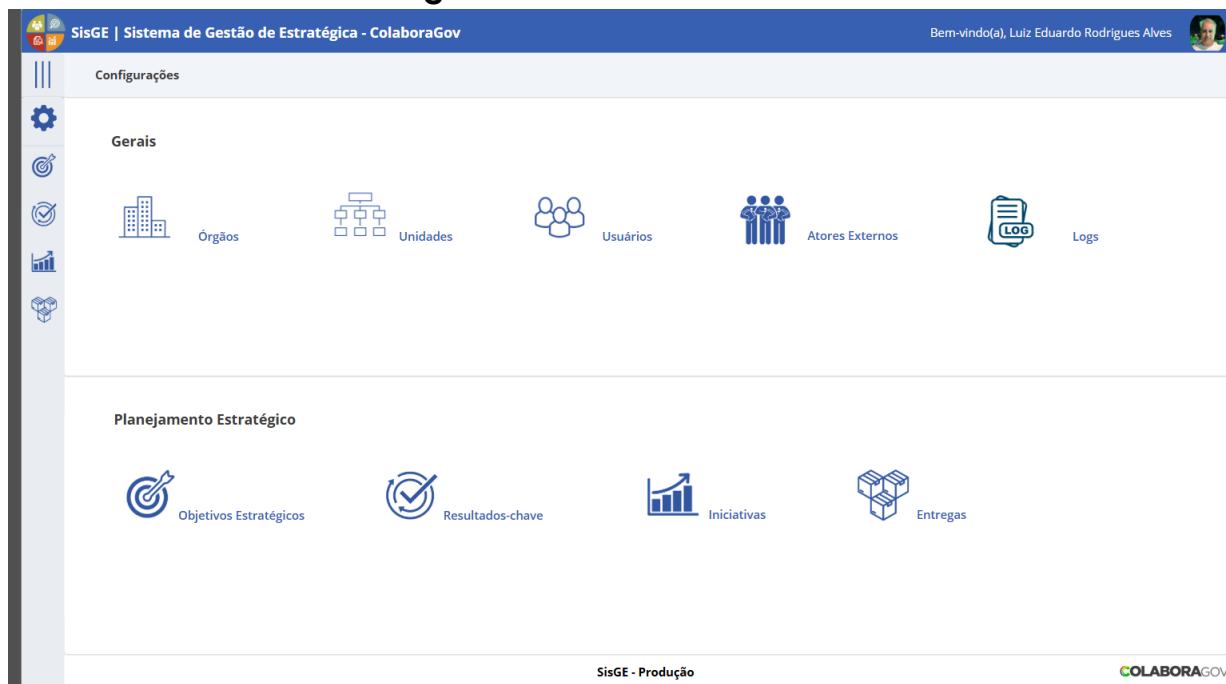 SisGE | Sistema de Gestão de Estratégica - ColaboraGov
Bem-vindo(a), Luiz Eduardo Rodrigues Alves
Configurações
Gerais
Órgãos
Unidades
Usuários
Atores Externos
LOG
Logs
Planejamento Estratégico
Objetivos Estratégicos
Resultados-chave
Iniciativas
Entregas
SisGE - Produção
COLABORAGOV